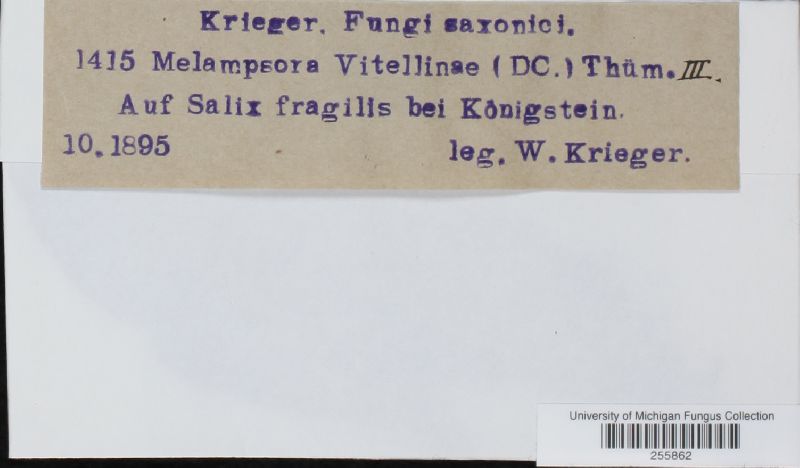 Krieger. Fungi saxonici.
1415 Melampsora Vitellinae (DC.) Thüm. III.
Auf Salix fragilis bei Königstein.
10.1895 leg. W. Krieger.
University of Michigan Fungus Collection
255862